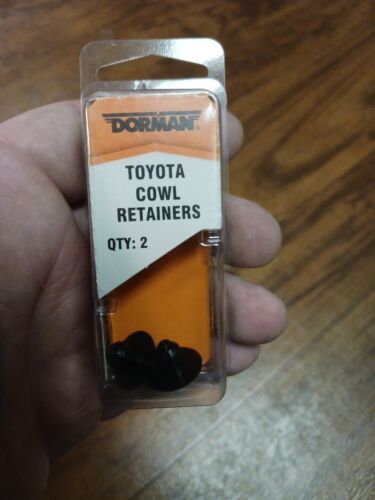 DORMAN®
TOYOTA
COWL
RETAINERS
QTY: 2